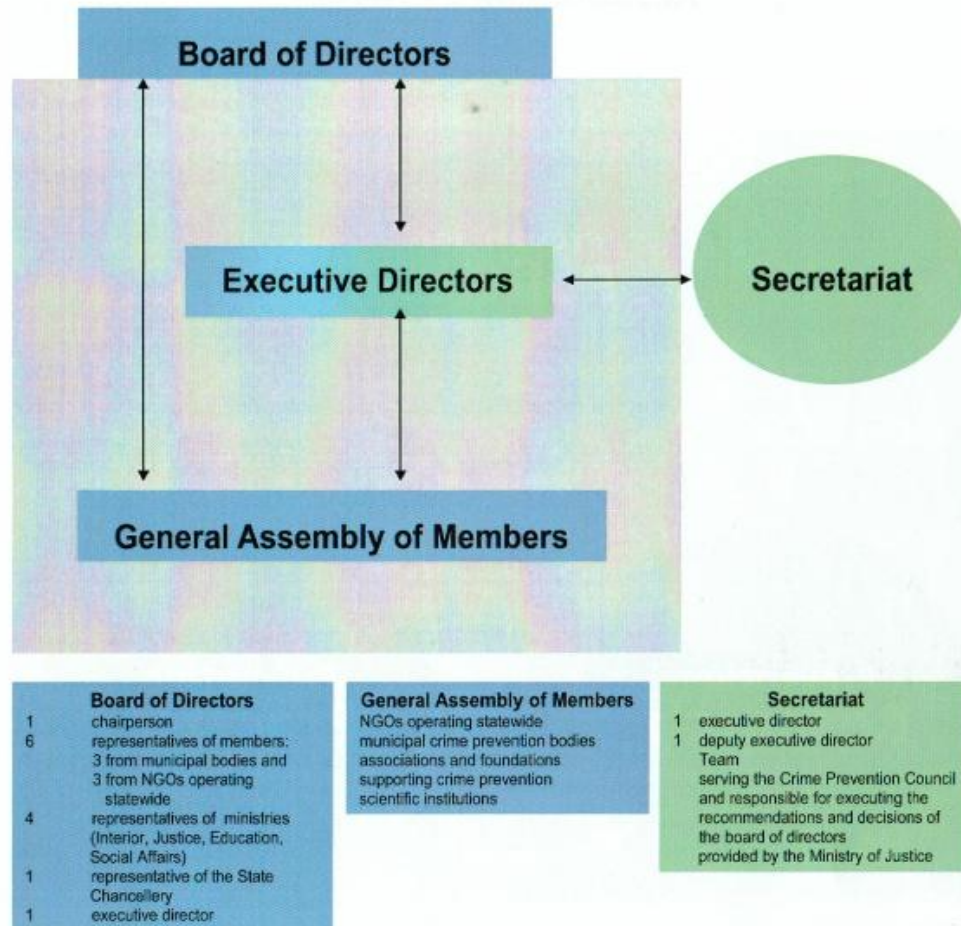 Board of Directors
Executive Directors
Secretariat
General Assembly of Members
Board of Directors
1 chairperson
6 representatives of members:
3 from municipal bodies and
3 from NGOs operating
statewide
4 representatives of ministries
(Interior, Justice, Education,
Social Affairs)
1 representative of the State
Chancellery
1 executive director
General Assembly of Members
NGOs operating statewide
municipal crime prevention bodies
associations and foundations
supporting crime prevention
scientific institutions
Secretariat
1 executive director
1 deputy executive director
Team
serving the Crime Prevention Council
and responsible for executing the
recommendations and decisions of
the board of directors
provided by the Ministry of Justice